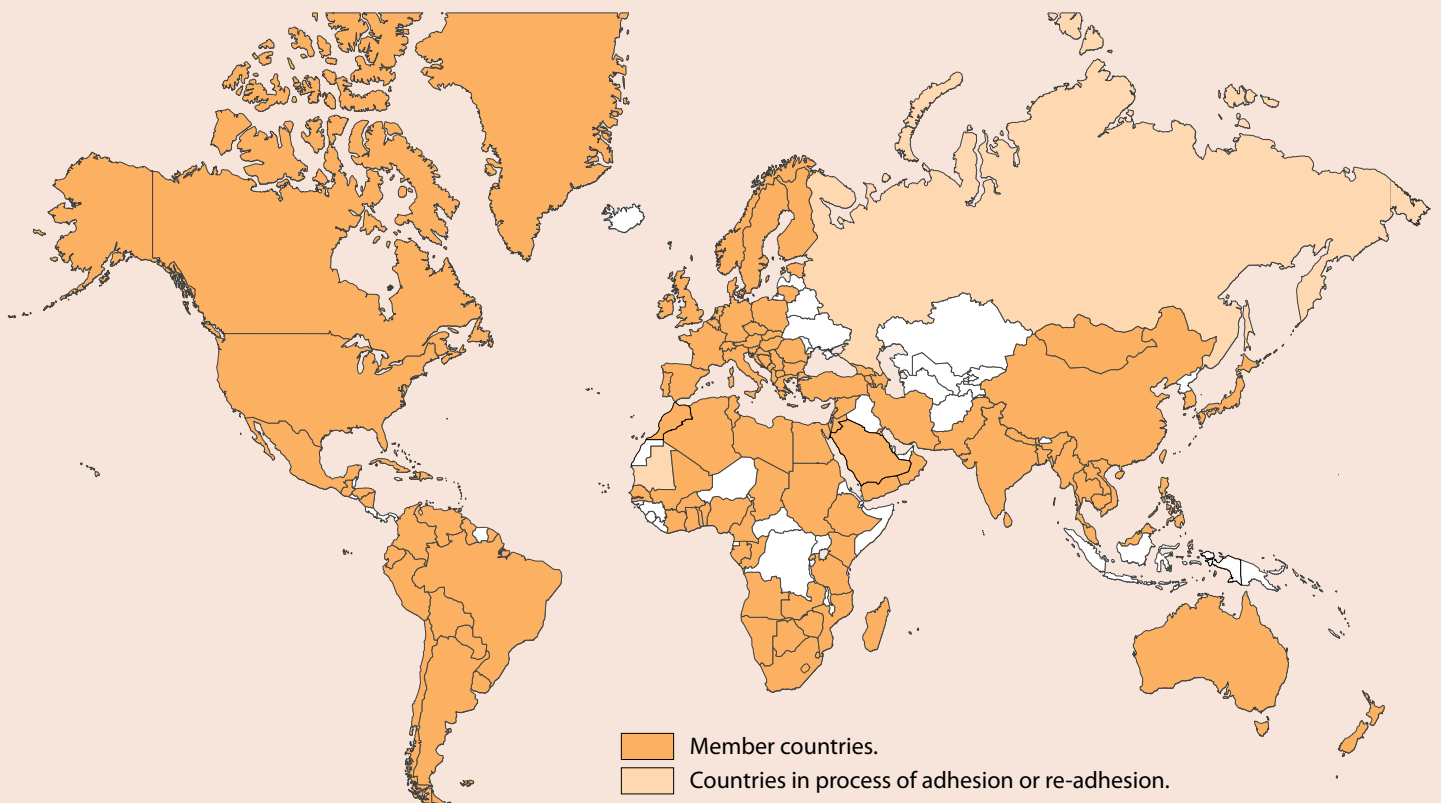 Member countries.
Countries in process of adhesion or re-adhesion.